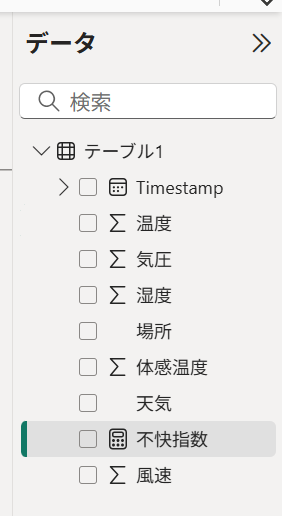 データ
検索
テーブル1
Timestamp
温度
気圧
湿度
場所
体感温度
天気
不快指数
風速